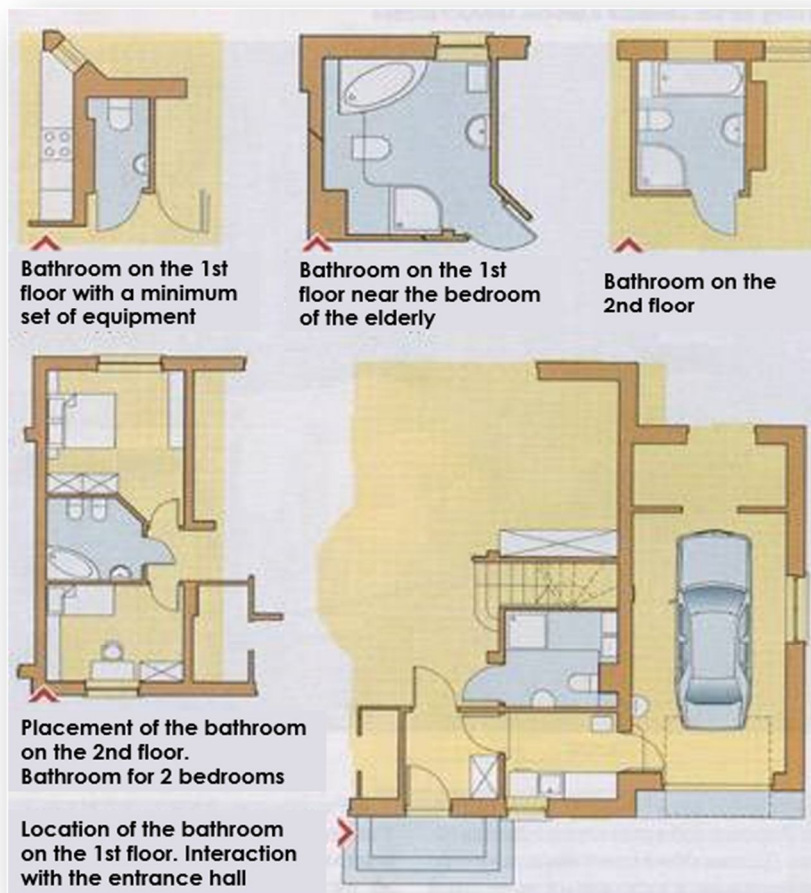 Bathroom on the 1st
floor with a minimum
set of equipment
Bathroom on the 1st
floor near the bedroom
of the elderly
Bathroom on the
2nd floor
Placement of the bathroom
on the 2nd floor.
Bathroom for 2 bedrooms
Location of the bathroom
on the 1st floor. Interaction
with the entrance hall